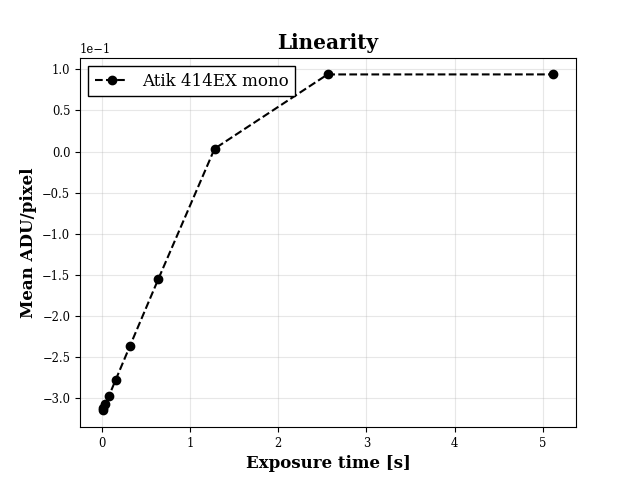 Linearity
1e−1
Atik 414EX mono
1.0
0.5
0.0
−0.5
−1.0
−1.5
−2.0
−2.5
−3.0
Mean ADU/pixel
0 1 2 3 4 5
Exposure time [s]